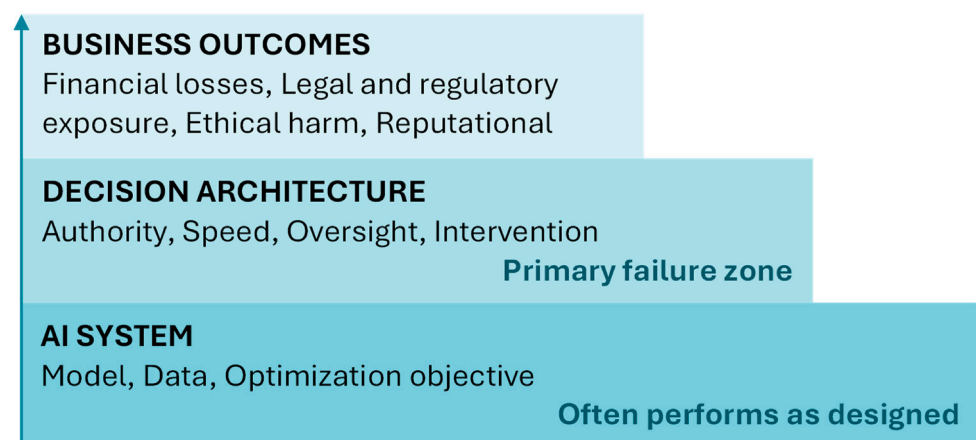 BUSINESS OUTCOMES
Financial losses, Legal and regulatory
exposure, Ethical harm, Reputational
DECISION ARCHITECTURE
Authority, Speed, Oversight, Intervention
Primary failure zone
AI SYSTEM
Model, Data, Optimization objective
Often performs as designed